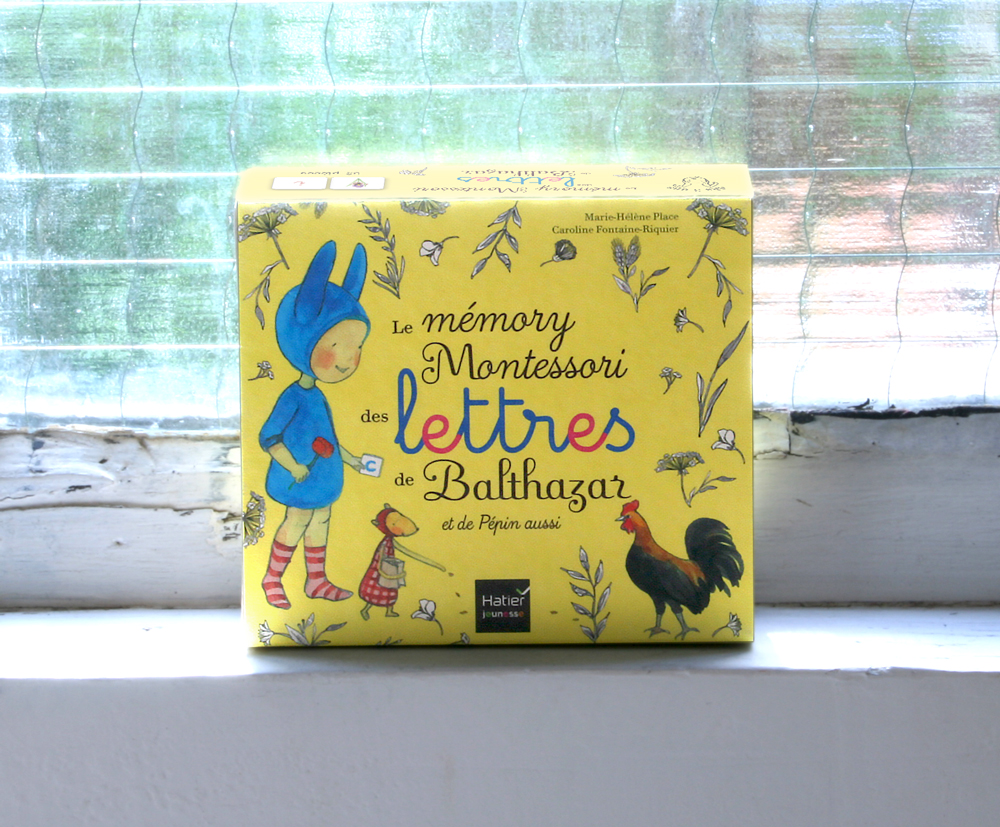 Marie-Hélène Place
Caroline Fontaine-Riquier
Le mémory
Montessori
des lettres
de Balthazar
et de Pépin aussi
c
Hatier
jeunesse